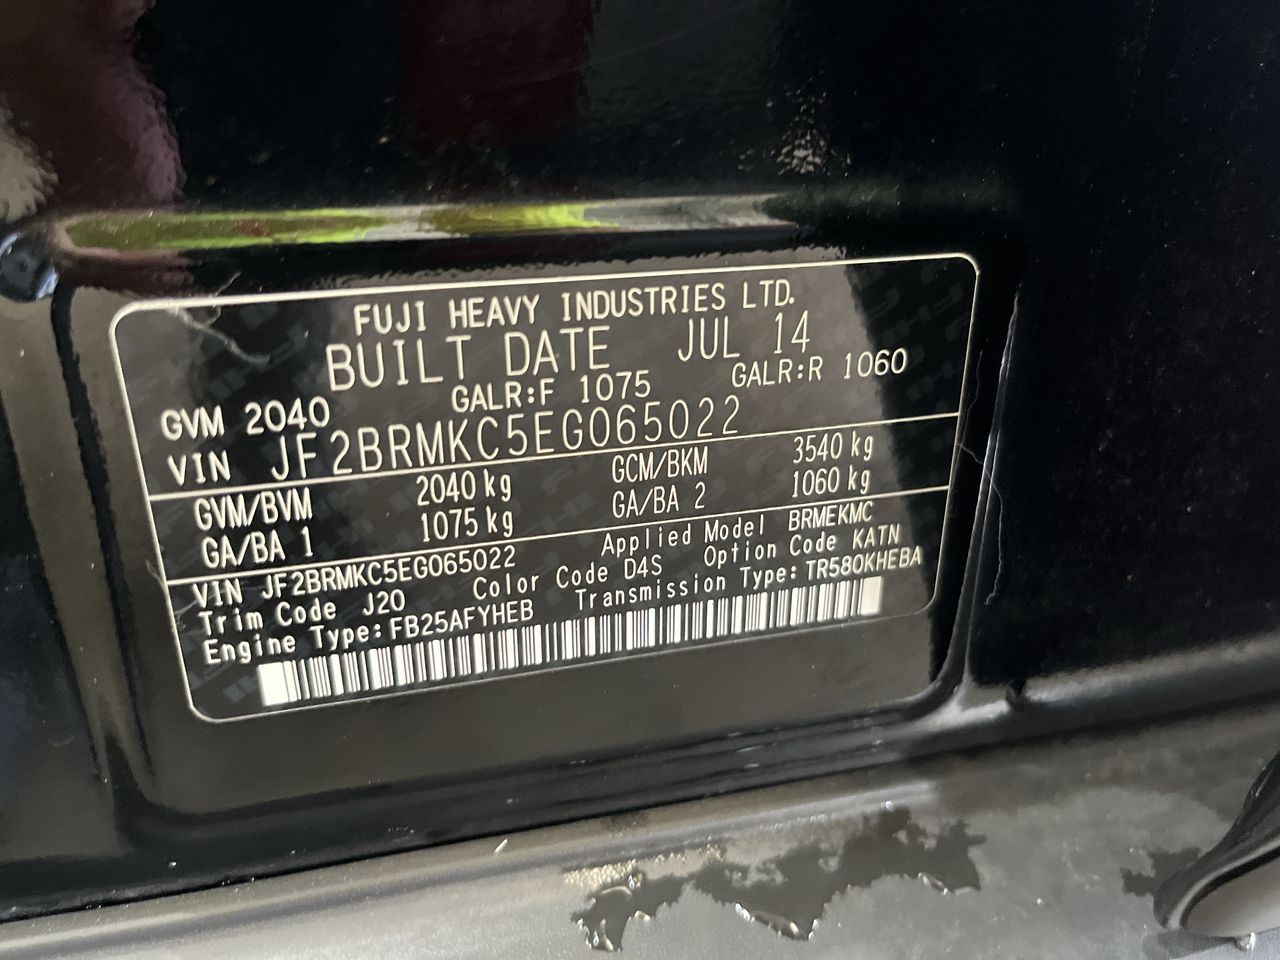 FUJI HEAVY INDUSTRIES LTD.
BUILT DATE JUL 14
GVM 2040 GALR:F 1075 GALR:R 1060
VIN JF2BRMKC5EG065022
GVM/BVM 2040 kg GCM/BKM 3540 kg
GA/BA 1 1075 kg GA/BA 2 1060 kg
VIN JF2BRMKC5EG065022 Applied Model BRMEKMC
Trim Code J20 Color Code D4S Option Code KATN
Engine Type: FB25AFYHEB Transmission Type: TR580KHEBA